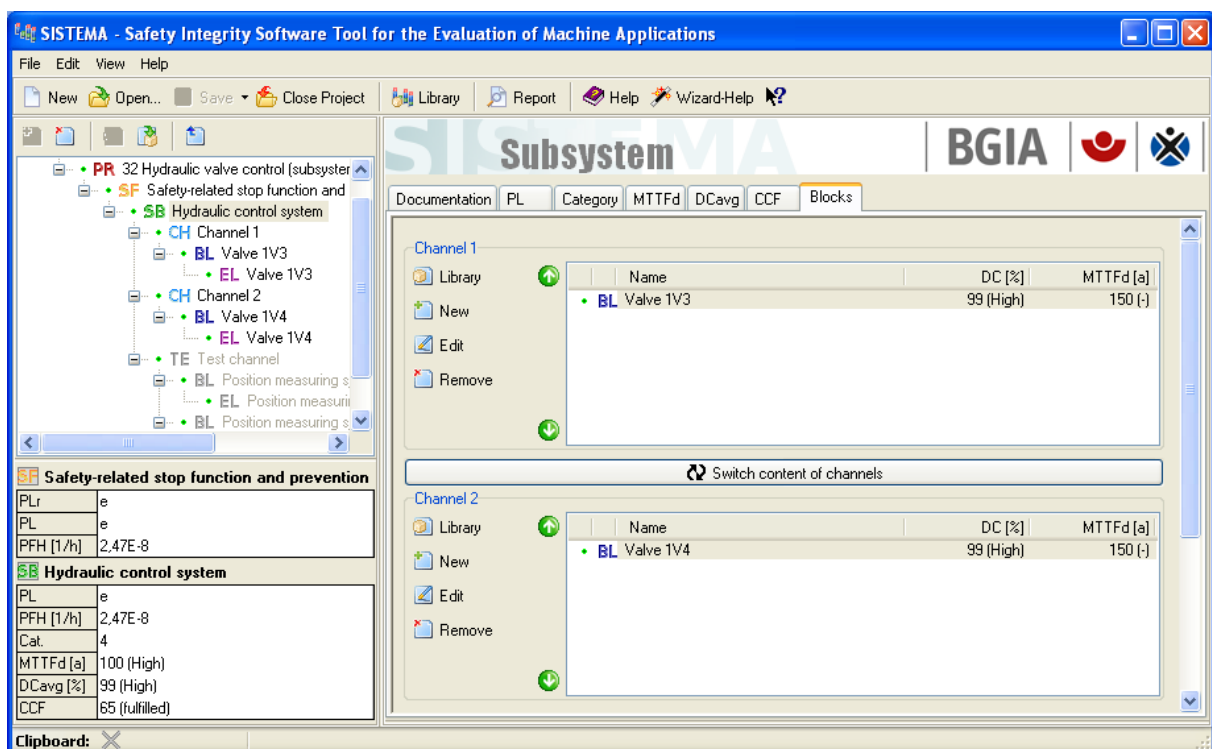 SISTEMA - Safety Integrity Software Tool for the Evaluation of Machine Applications
File Edit View Help
New Open... Save Close Project Library Report Help Wizard-Help
SISTEMA
Subsystem
BGIA
PR 32 Hydraulic valve control (subsyster
SF Safety-related stop function and
SB Hydraulic control system
CH Channel 1
BL Valve 1V3
EL Valve 1V3
CH Channel 2
BL Valve 1V4
EL Valve 1V4
TE Test channel
BL Position measuring s
EL Position measuri
BL Position measuring s
SF Safety-related stop function and prevention
PLr e
PL e
PFH [1/h] 2,47E-8
SB Hydraulic control system
PL e
PFH [1/h] 2,47E-8
Cat. 4
MTTFd [a] 100 (High)
DCavg [%] 99 (High)
CCF 65 (fulfilled)
Documentation PL Category MTTFd DCavg CCF Blocks
Channel 1
Library
New
Edit
Remove
Name DC [%] MTTFd [a]
BL Valve 1V3 99 (High) 150 (-)
Switch content of channels
Channel 2
Library
New
Edit
Remove
Name DC [%] MTTFd [a]
BL Valve 1V4 99 (High) 150 (-)
Clipboard: